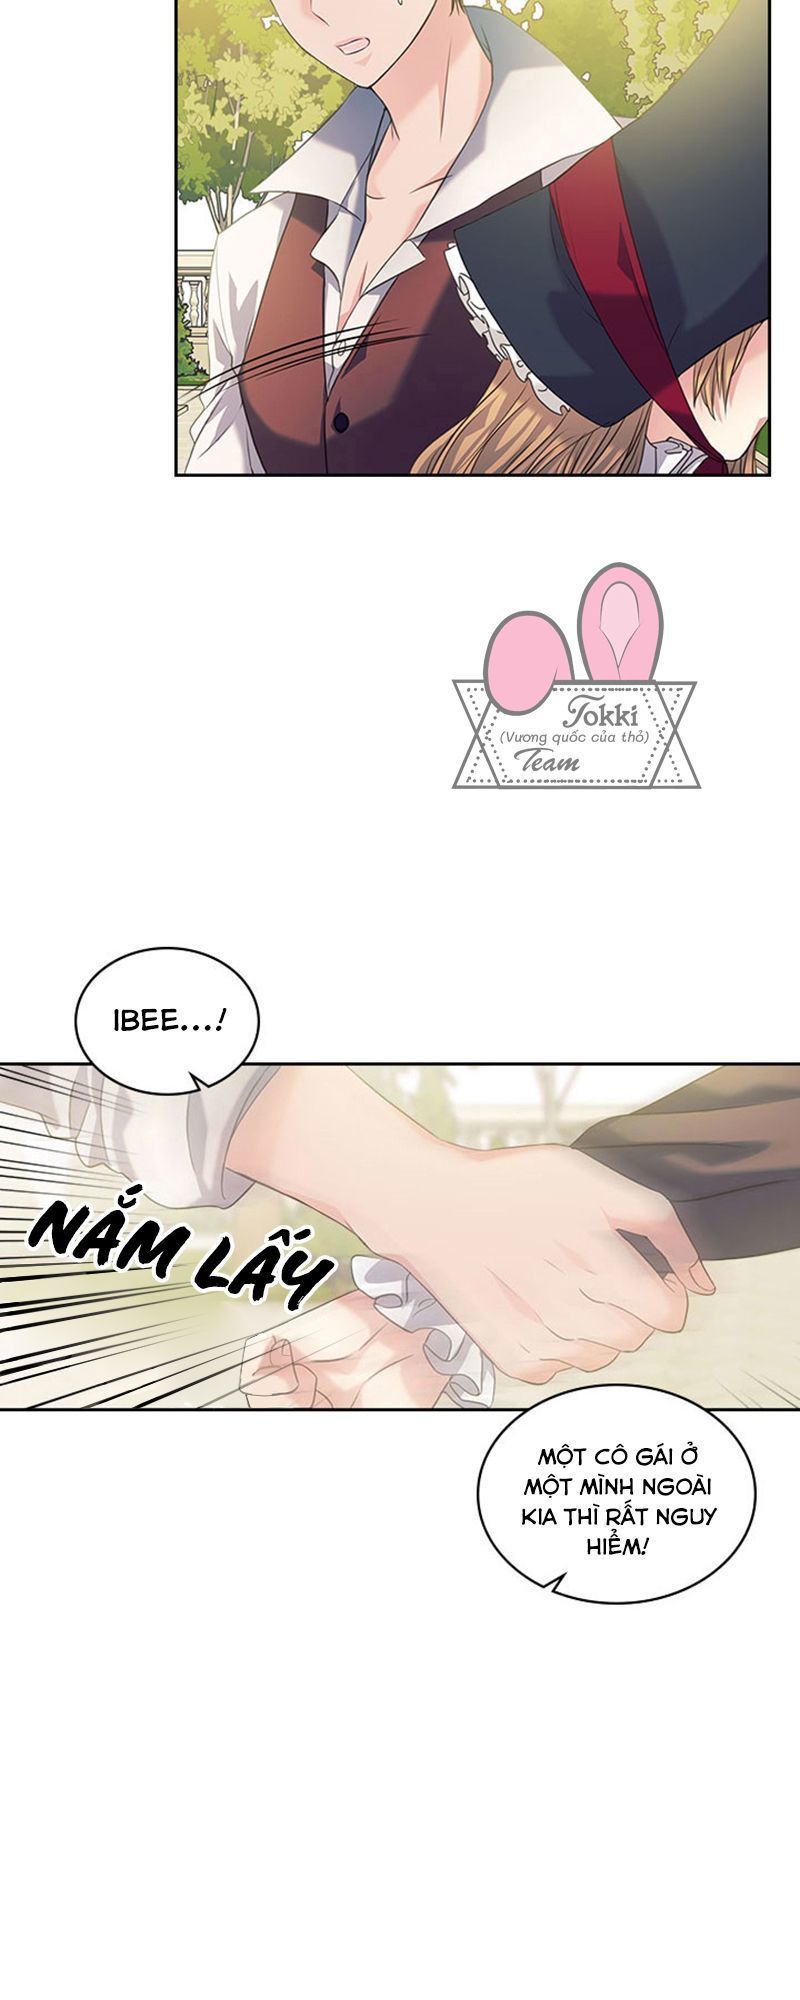 Tokki
(Vương quốc của thỏ)
Team
IBEE...!
NẮM LẤY
MỘT CÔ GÁI Ở
MỘT MÌNH NGOÀI
KIA THÌ RẤT NGUY
HIỂM!